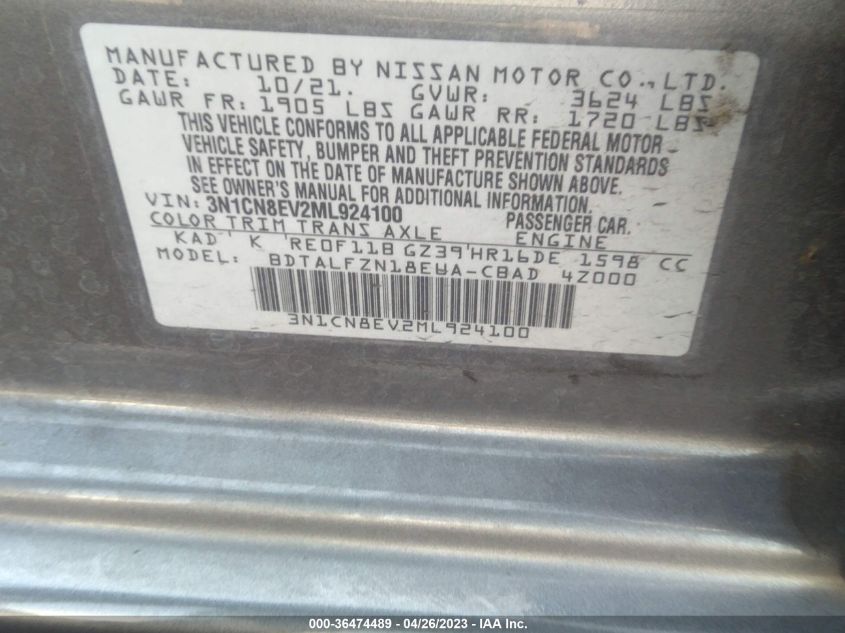 MANUFACTURED BY NISSAN MOTOR CO., LTD.
DATE: 10/21. GVWR: 3624 LBS
GAWR FR: 1905 LBS GAWR RR: 1720 LBS
THIS VEHICLE CONFORMS TO ALL APPLICABLE FEDERAL MOTOR
VEHICLE SAFETY, BUMPER AND THEFT PREVENTION STANDARDS
IN EFFECT ON THE DATE OF MANUFACTURE SHOWN ABOVE.
SEE OWNER'S MANUAL FOR ADDITIONAL INFORMATION.
VIN: 3N1CN8EV2ML924100 PASSENGER CAR.
COLOR TRIM TRANS AXLE ENGINE
KAD' K 'RE0F11B GZ39'HR16DE 1598 CC
MODEL: BDTALFZN18EUA-CBAD 4Z000
3N1CN8EV2ML924100
000-36474489 - 04/26/2023 - IAA Inc.